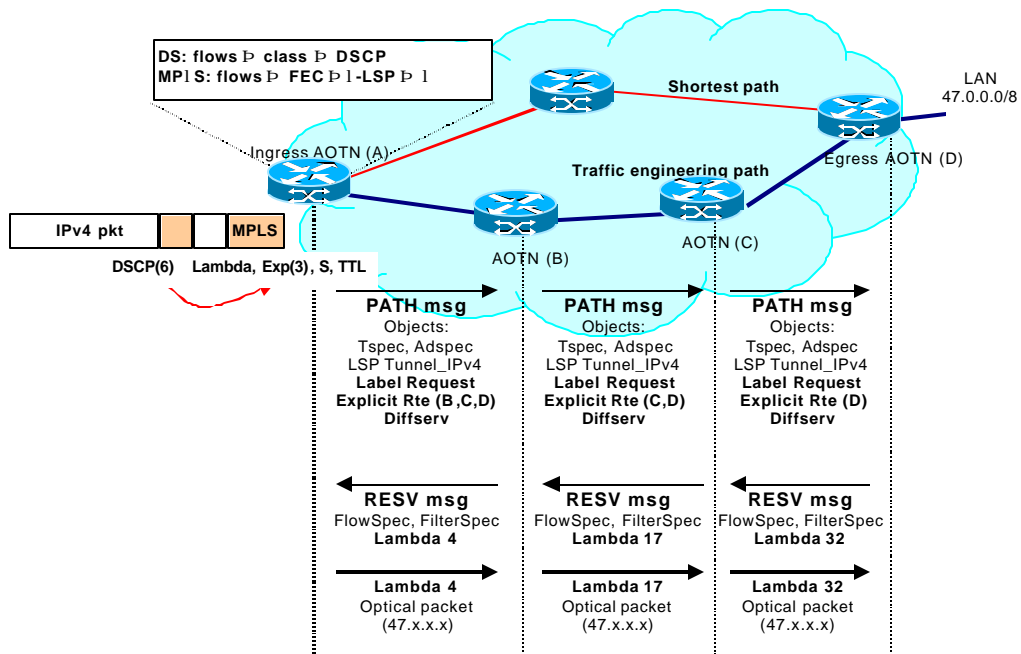 DS: flows Þ class Þ DSCP
MPlS: flows Þ FEC Þ l-LSP Þ l
Shortest path
LAN
47.0.0.0/8
Ingress AOTN (A)
Egress AOTN (D)
Traffic engineering path
IPv4 pkt
MPLS
AOTN (B)
AOTN (C)
DSCP(6) Lambda, Exp(3), S, TTL
PATH msg
Objects:
Tspec, Adspec
LSP Tunnel_IPv4
Label Request
Explicit Rte (B,C,D)
Diffserv
PATH msg
Objects:
Tspec, Adspec
LSP Tunnel_IPv4
Label Request
Explicit Rte (C,D)
Diffserv
PATH msg
Objects:
Tspec, Adspec
LSP Tunnel_IPv4
Label Request
Explicit Rte (D)
Diffserv
RESV msg
FlowSpec, FilterSpec
Lambda 4
RESV msg
FlowSpec, FilterSpec
Lambda 17
RESV msg
FlowSpec, FilterSpec
Lambda 32
Lambda 4
Optical packet
(47.x.x.x)
Lambda 17
Optical packet
(47.x.x.x)
Lambda 32
Optical packet
(47.x.x.x)